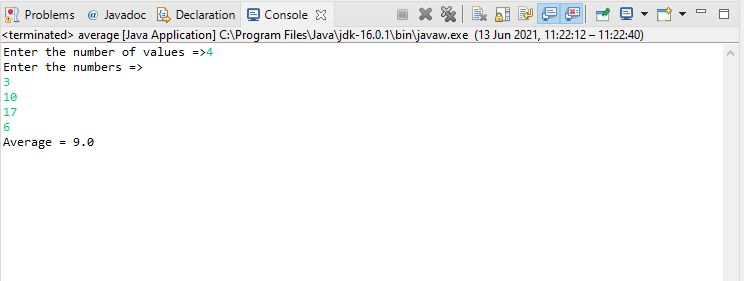 Problems @ Javadoc Declaration Console
<terminated> average [Java Application] C:\Program Files\Java\jdk-16.0.1\bin\javaw.exe (13 Jun 2021, 11:22:12 – 11:22:40)
Enter the number of values =>4
Enter the numbers =>
3
10
17
6
Average = 9.0